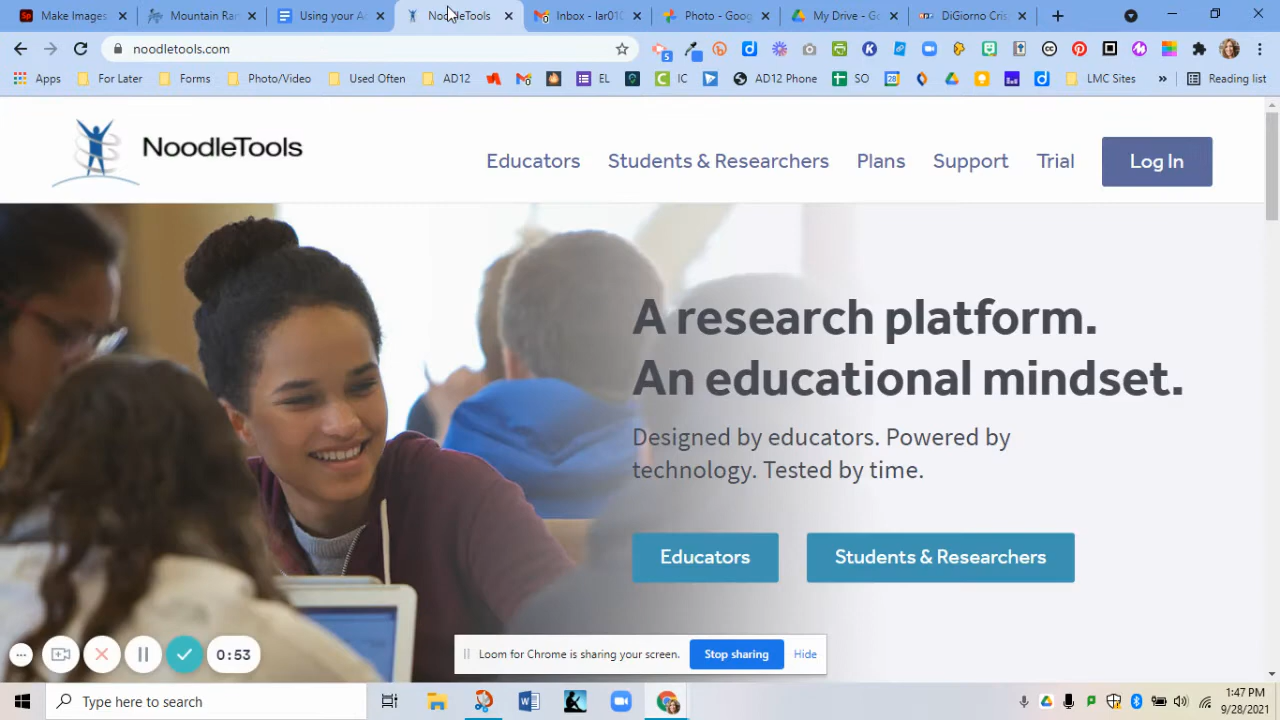 Make Images
Mountain Ran
Using your A
NoodleTools
Inbox - lar01
Photo - Goog
My Drive - Go
DiGiorno Cris
noodletools.com
5
Apps
For Later
Forms
Photo/Video
Used Often
AD12
EL
IC
AD12 Phone
SO
LMC Sites
Reading list
NoodleTools
Educators
Students & Researchers
Plans
Support
Trial
Log In
A research platform.
An educational mindset.
Designed by educators. Powered by
technology. Tested by time.
Educators
Students & Researchers
0:53
Loom for Chrome is sharing your screen.
Stop sharing
Hide
Type here to search
:47 PM
9/28/2021